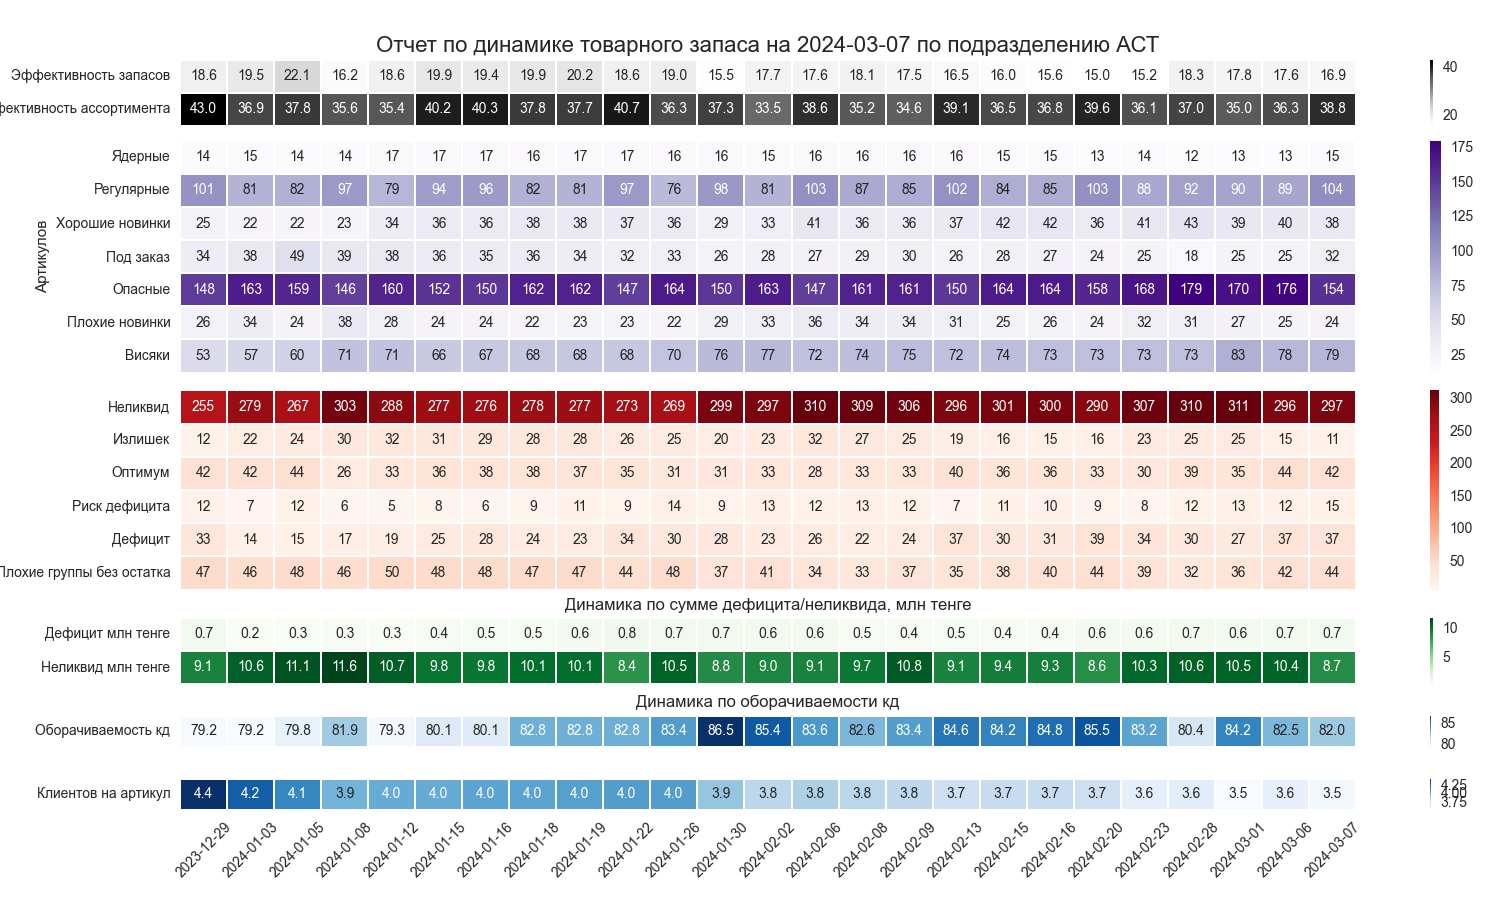 Отчет по динамике товарного запаса на 2024-03-07 по подразделению АСТ
Эффективность запасов 18.6 19.5 22.1 16.2 18.6 19.9 19.4 19.9 20.2 18.6 19.0 15.5 17.7 17.6 18.1 17.5 16.5 16.0 15.6 15.0 15.2 18.3 17.8 17.6 16.9
фективность ассортимента 43.0 36.9 37.8 35.6 35.4 40.2 40.3 37.8 37.7 40.7 36.3 37.3 33.5 38.6 35.2 34.6 39.1 36.5 36.8 39.6 36.1 37.0 35.0 36.3 38.8
40
20
Артикулов
Ядерные 14 15 14 14 17 17 17 16 17 17 16 16 15 16 16 16 16 15 15 13 14 12 13 13 15
Регулярные 101 81 82 97 79 94 96 82 81 97 76 98 81 103 87 85 102 84 85 103 88 92 90 89 104
Хорошие новинки 25 22 22 23 34 36 36 38 38 37 36 29 33 41 36 36 37 42 42 36 41 43 39 40 38
Под заказ 34 38 49 39 38 36 35 36 34 32 33 26 28 27 29 30 26 28 27 24 25 18 25 25 32
Опасные 148 163 159 146 160 152 150 162 162 147 164 150 163 147 161 161 150 164 164 158 168 179 170 176 154
Плохие новинки 26 34 24 38 28 24 24 22 23 23 22 29 33 36 34 34 31 25 26 24 32 31 27 25 24
Висяки 53 57 60 71 71 66 67 68 68 68 70 76 77 72 74 75 72 74 73 73 73 73 83 78 79
175
150
125
100
75
50
25
Неликвид 255 279 267 303 288 277 276 278 277 273 269 299 297 310 309 306 296 301 300 290 307 310 311 296 297
Излишек 12 22 24 30 32 31 29 28 28 26 25 20 23 32 27 25 19 16 15 16 23 25 25 15 11
Оптимум 42 42 44 26 33 36 38 38 37 35 31 31 33 28 33 33 40 36 36 33 30 39 35 44 42
Риск дефицита 12 7 12 6 5 8 6 9 11 9 14 9 13 12 13 12 7 11 10 9 8 12 13 12 15
Дефицит 33 14 15 17 19 25 28 24 23 34 30 28 23 26 22 24 37 30 31 39 34 30 27 37 37
Плохие группы без остатка 47 46 48 46 50 48 48 47 47 44 48 37 41 34 33 37 35 38 40 44 39 32 36 42 44
300
250
200
150
100
50
Динамика по сумме дефицита/неликвида, млн тенге
Дефицит млн тенге 0.7 0.2 0.3 0.3 0.3 0.4 0.5 0.5 0.6 0.8 0.7 0.7 0.6 0.6 0.5 0.4 0.5 0.4 0.4 0.6 0.6 0.7 0.6 0.7 0.7
Неликвид млн тенге 9.1 10.6 11.1 11.6 10.7 9.8 9.8 10.1 10.1 8.4 10.5 8.8 9.0 9.1 9.7 10.8 9.1 9.4 9.3 8.6 10.3 10.6 10.5 10.4 8.7
10
5
Динамика по оборачиваемости кд
Оборачиваемость кд 79.2 79.2 79.8 81.9 79.3 80.1 80.1 82.8 82.8 82.8 83.4 86.5 85.4 83.6 82.6 83.4 84.6 84.2 84.8 85.5 83.2 80.4 84.2 82.5 82.0
85
80
Клиентов на артикул 4.4 4.2 4.1 3.9 4.0 4.0 4.0 4.0 4.0 4.0 4.0 3.9 3.8 3.8 3.8 3.8 3.7 3.7 3.7 3.7 3.6 3.6 3.5 3.6 3.5
4.25
4.00
3.75
2023-12-29 2024-01-03 2024-01-05 2024-01-08 2024-01-12 2024-01-15 2024-01-16 2024-01-18 2024-01-19 2024-01-22 2024-01-26 2024-01-30 2024-02-02 2024-02-06 2024-02-08 2024-02-09 2024-02-13 2024-02-15 2024-02-16 2024-02-20 2024-02-23 2024-02-28 2024-03-01 2024-03-06 2024-03-07